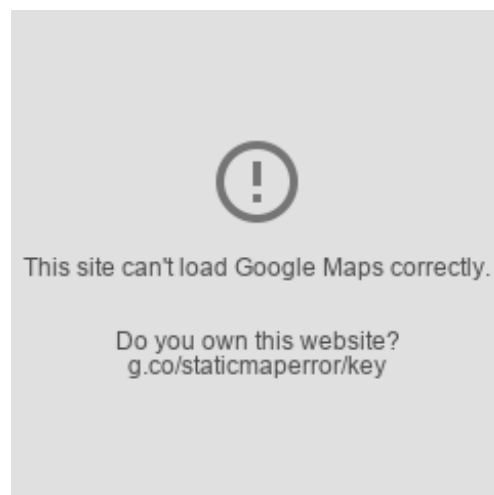 This site can't load Google Maps correctly.
Do you own this website?
g.co/staticmaperror/key